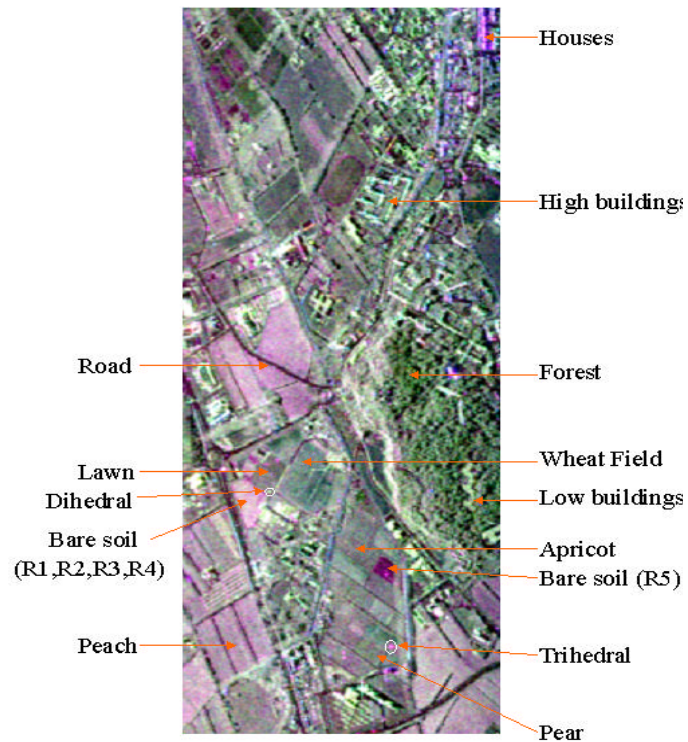 Houses
High buildings
Road
Forest
Lawn
Wheat Field
Dihedral
Low buildings
Bare soil
(R1,R2,R3,R4)
Apricot
Bare soil (R5)
Peach
Trihedral
Pear